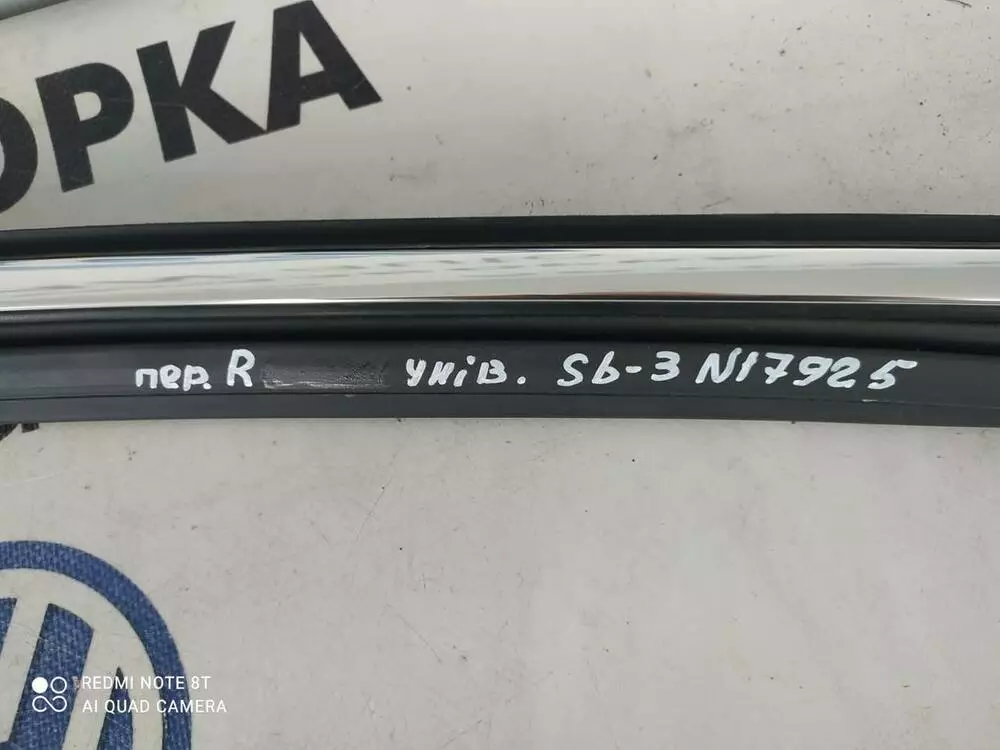 ОРКА
пер. R унів. Sb-3 N17925
REDMI NOTE 8T
AI QUAD CAMERA